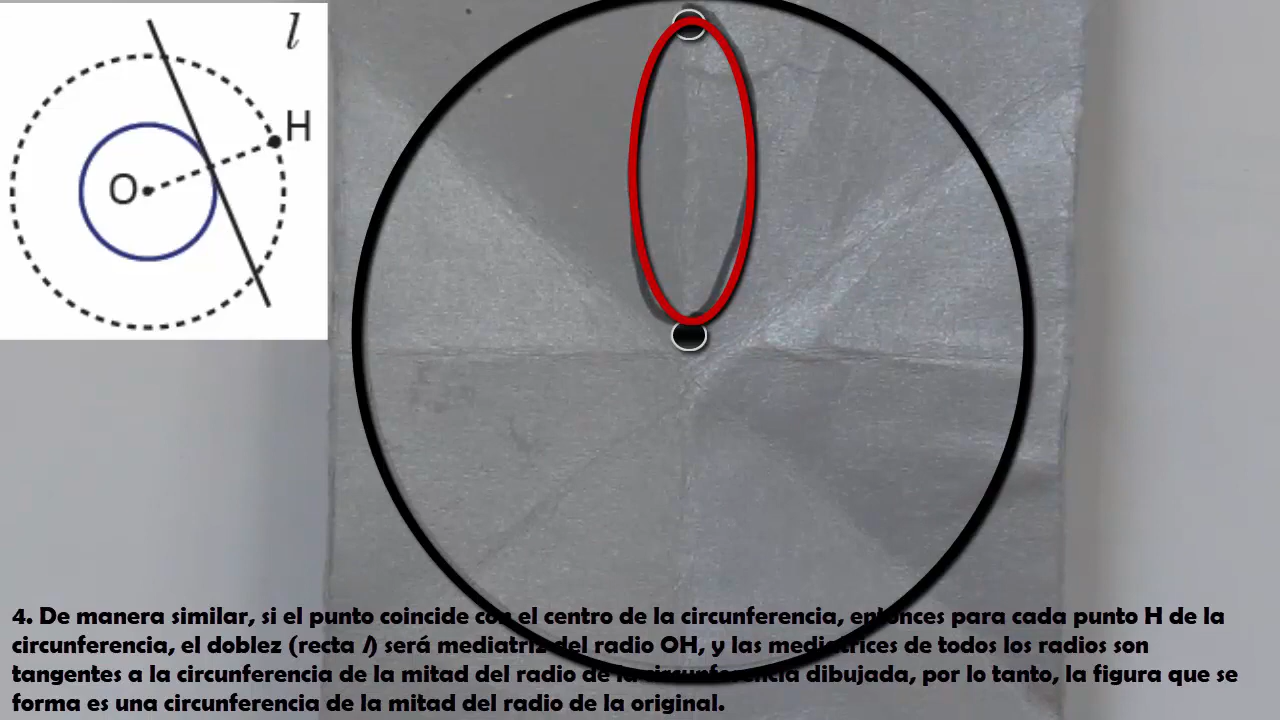 l
H
O
4. De manera similar, si el punto coincide con el centro de la circunferencia, entonces para cada punto H de la
circunferencia, el doblez (recta l) será mediatriz del radio OH, y las mediatrices de todos los radios son
tangentes a la circunferencia de la mitad del radio de la circunferencia dibujada, por lo tanto, la figura que se
forma es una circunferencia de la mitad del radio de la original.